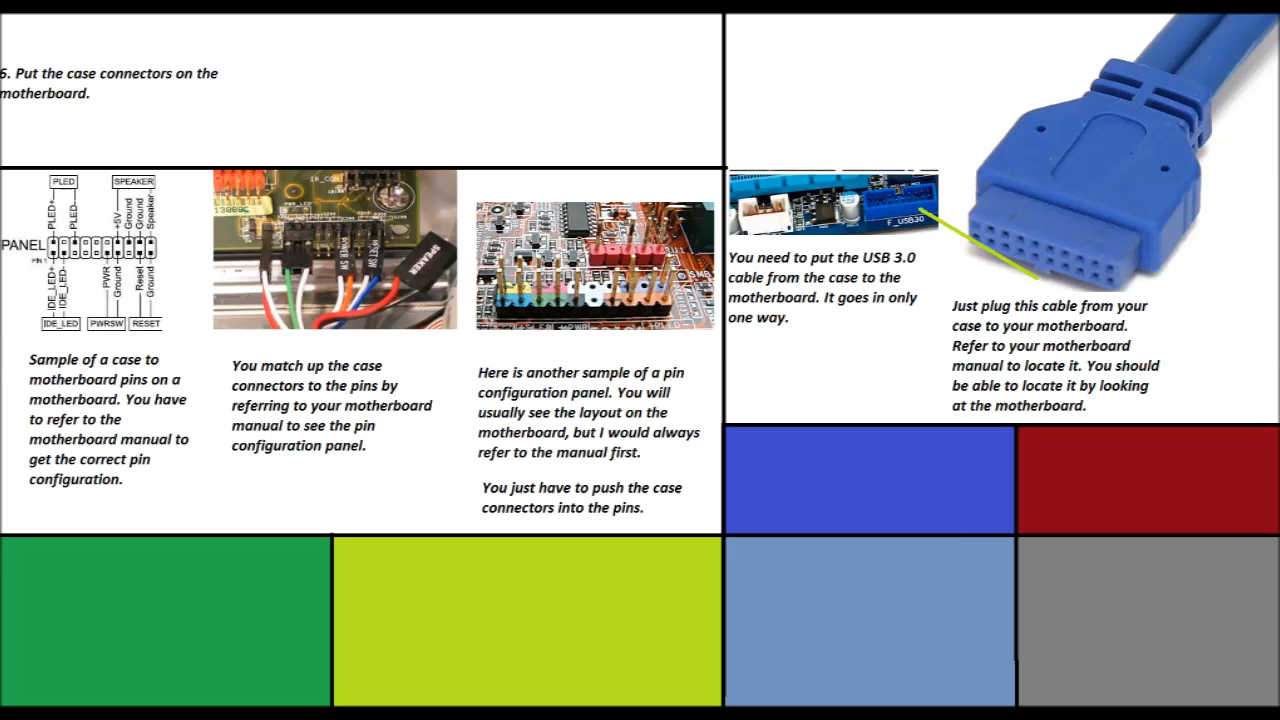 6. Put the case connectors on the
motherboard.
PLED
SPEAKER
PLED+
PLED-
+5V
Ground
Ground
Speaker-
PANEL
PIN 1
IDE_LED+
IDE_LED-
PWR
Ground
Reset
Ground
IDE_LED
PWRSW
RESET
Sample of a case to
motherboard pins on a
motherboard. You have
to refer to the
motherboard manual to
get the correct pin
configuration.
SPEAKER
You match up the case
connectors to the pins by
referring to your motherboard
manual to see the pin
configuration panel.
Here is another sample of a pin
configuration panel. You will
usually see the layout on the
motherboard, but I would always
refer to the manual first.
You just have to push the case
connectors into the pins.
F_USB30
You need to put the USB 3.0
cable from the case to the
motherboard. It goes in only
one way.
Just plug this cable from your
case to your motherboard.
Refer to your motherboard
manual to locate it. You should
be able to locate it by looking
at the motherboard.